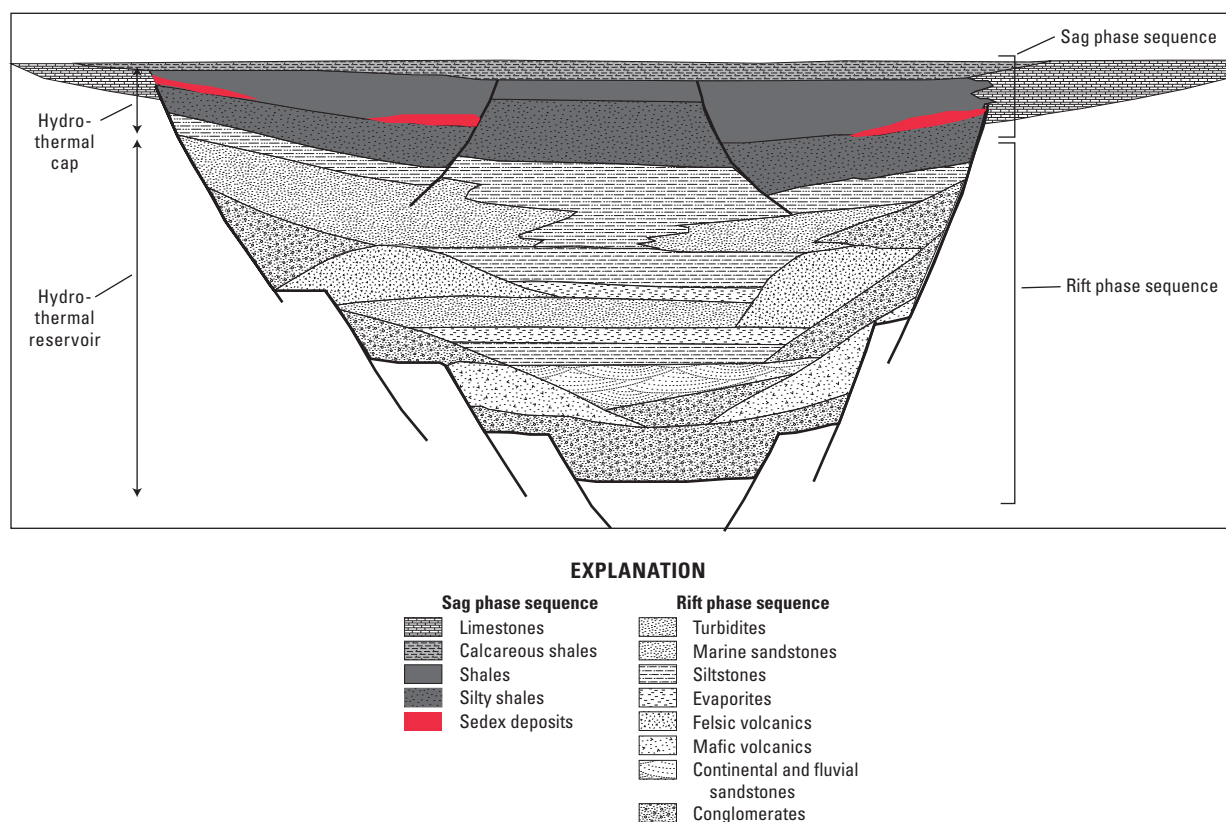 Sag phase sequence
Hydro-
thermal
cap
Hydro-
thermal
reservoir
Rift phase sequence
EXPLANATION
Sag phase sequence
Limestones
Calcareous shales
Shales
Silty shales
Sedex deposits
Rift phase sequence
Turbidites
Marine sandstones
Siltstones
Evaporites
Felsic volcanics
Mafic volcanics
Continental and fluvial
sandstones
Conglomerates